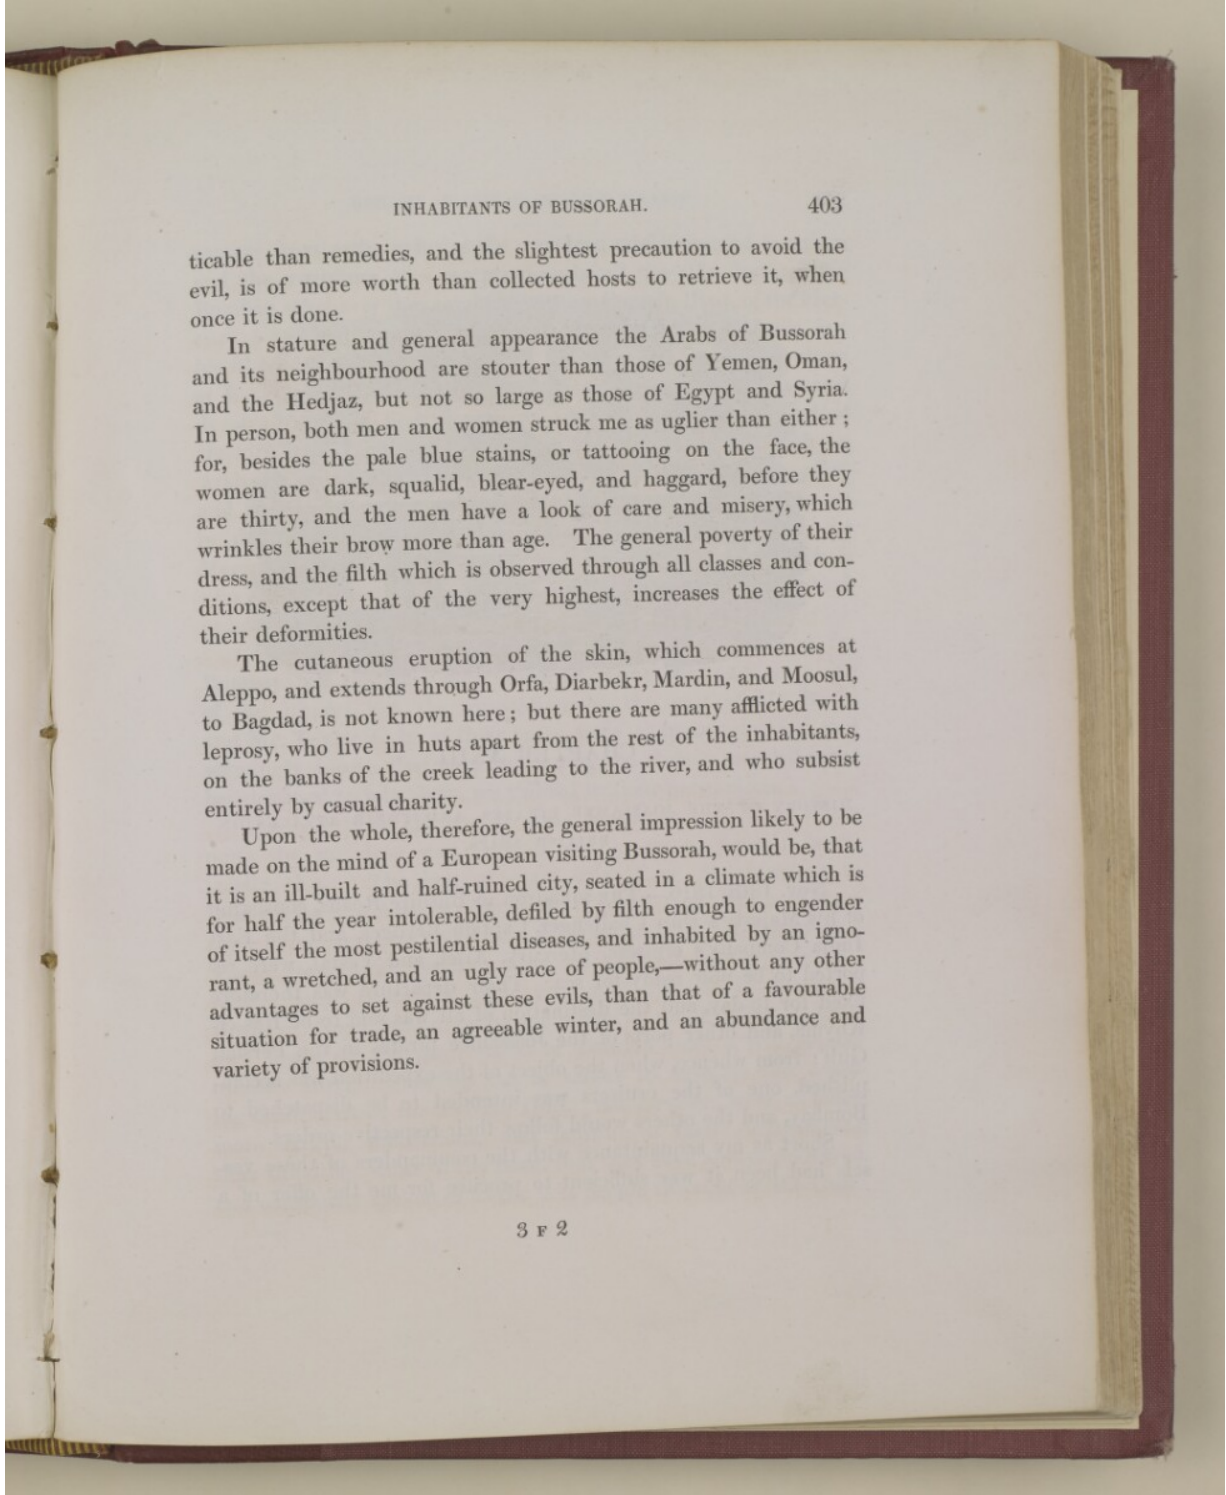 INHABITANTS OF BUSSORAH. 403
ticable than remedies, and the slightest precaution to avoid the
evil, is of more worth than collected hosts to retrieve it, when
once it is done.
In stature and general appearance the Arabs of Bussorah
and its neighbourhood are stouter than those of Yemen, Oman,
and the Hedjaz, but not so large as those of Egypt and Syria.
In person, both men and women struck me as uglier than either;
for, besides the pale blue stains, or tattooing on the face, the
women are dark, squalid, blear-eyed, and haggard, before they
are thirty, and the men have a look of care and misery, which
wrinkles their brow more than age. The general poverty of their
dress, and the filth which is observed through all classes and con-
ditions, except that of the very highest, increases the effect of
their deformities.
The cutaneous eruption of the skin, which commences at
Aleppo, and extends through Orfa, Diarbekr, Mardin, and Moosul,
to Bagdad, is not known here; but there are many afflicted with
leprosy, who live in huts apart from the rest of the inhabitants,
on the banks of the creek leading to the river, and who subsist
entirely by casual charity.
Upon the whole, therefore, the general impression likely to be
made on the mind of a European visiting Bussorah, would be, that
it is an ill-built and half-ruined city, seated in a climate which is
for half the year intolerable, defiled by filth enough to engender
of itself the most pestilential diseases, and inhabited by an igno-
rant, a wretched, and an ugly race of people,—without any other
advantages to set against these evils, than that of a favourable
situation for trade, an agreeable winter, and an abundance and
variety of provisions.
3 F 2